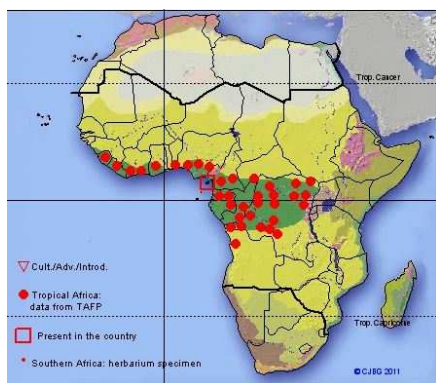 Trop. Cancer
Cult./Adv./Introd.
Tropical Africa:
data from TAFP
Present in the country
Southern Africa: herbarium specimen
Trop. Capricorne
© CJBG 2011